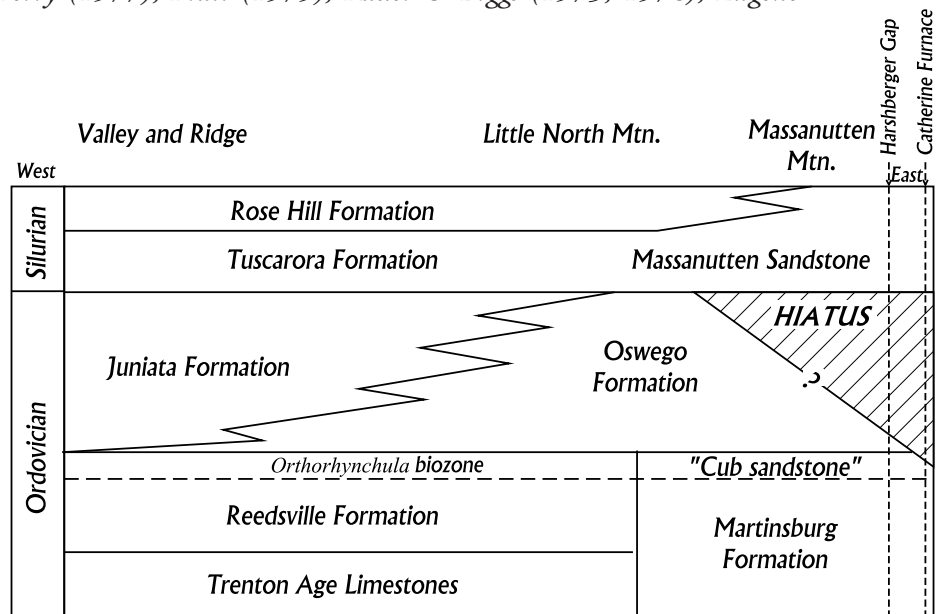 Harshberger Gap
Catherine Furnace
Valley and Ridge
Little North Mtn.
Massanutten
Mtn.
West
East
Silurian
Rose Hill Formation
Tuscarora Formation
Massanutten Sandstone
Ordovician
HIATUS
Juniata Formation
Oswego
Formation
?
Orthorhynchula biozone
"Cub sandstone"
Reedsville Formation
Martinsburg
Formation
Trenton Age Limestones